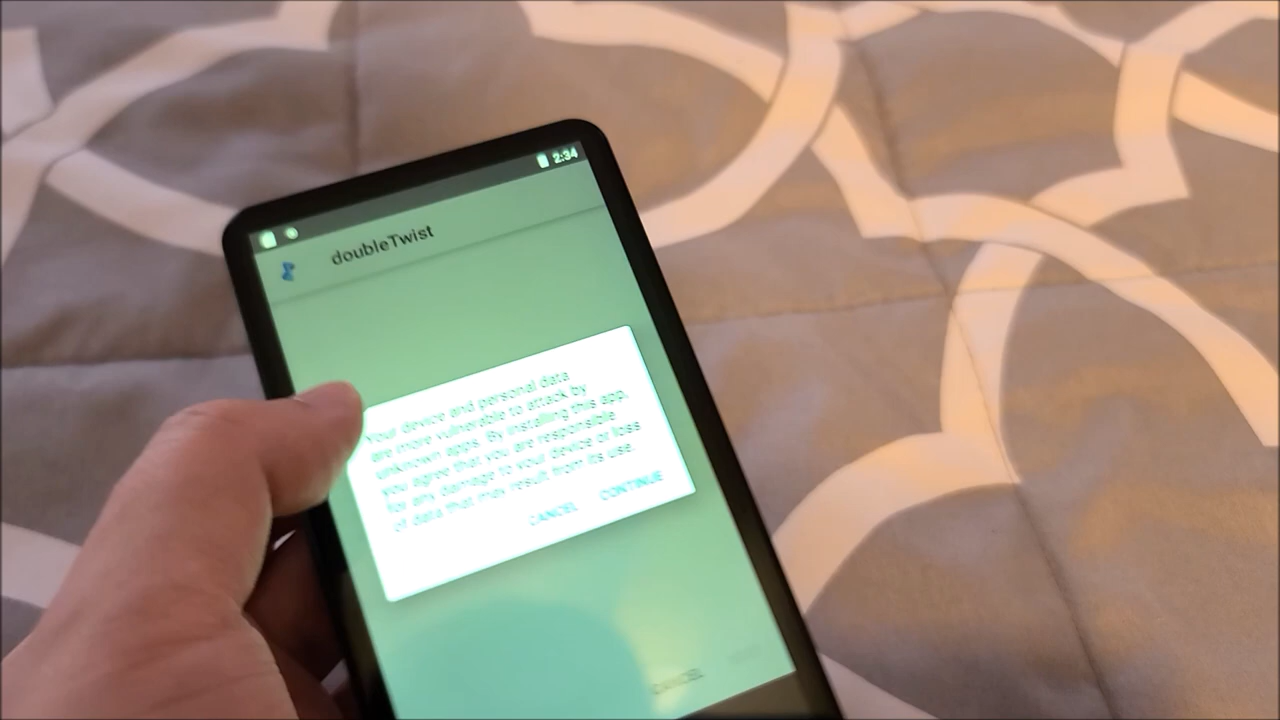 2:34
doubleTwist
Your device and personal data
are more vulnerable to attack by
unknown apps. By installing this app,
you agree that you are responsible
for any damage to your device or loss
of data that may result from its use.
CANCEL CONTINUE
CANCEL